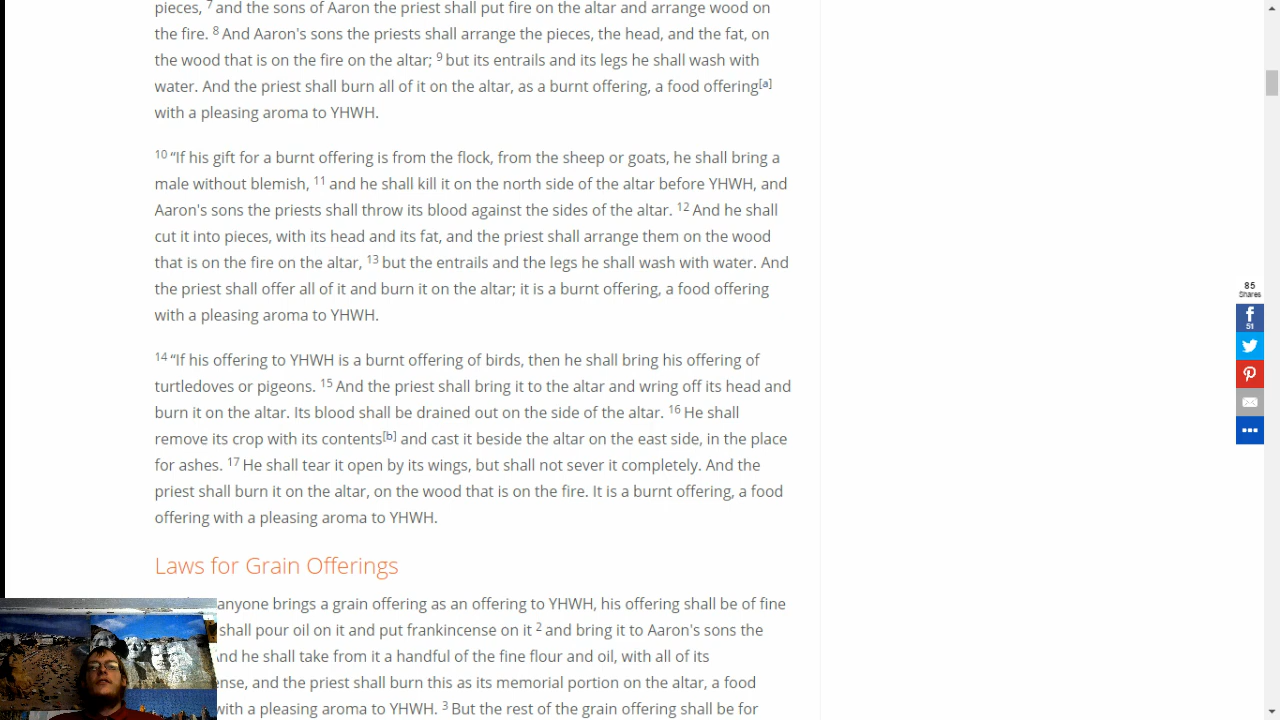 pieces, 7 and the sons of Aaron the priest shall put fire on the altar and arrange wood on
the fire. 8 And Aaron's sons the priests shall arrange the pieces, the head, and the fat, on
the wood that is on the fire on the altar; 9 but its entrails and its legs he shall wash with
water. And the priest shall burn all of it on the altar, as a burnt offering, a food offering[a]
with a pleasing aroma to YHWH.
10 “If his gift for a burnt offering is from the flock, from the sheep or goats, he shall bring a
male without blemish, 11 and he shall kill it on the north side of the altar before YHWH, and
Aaron's sons the priests shall throw its blood against the sides of the altar. 12 And he shall
cut it into pieces, with its head and its fat, and the priest shall arrange them on the wood
that is on the fire on the altar, 13 but the entrails and the legs he shall wash with water. And
the priest shall offer all of it and burn it on the altar; it is a burnt offering, a food offering
with a pleasing aroma to YHWH.
14 “If his offering to YHWH is a burnt offering of birds, then he shall bring his offering of
turtledoves or pigeons. 15 And the priest shall bring it to the altar and wring off its head and
burn it on the altar. Its blood shall be drained out on the side of the altar. 16 He shall
remove its crop with its contents[b] and cast it beside the altar on the east side, in the place
for ashes. 17 He shall tear it open by its wings, but shall not sever it completely. And the
priest shall burn it on the altar, on the wood that is on the fire. It is a burnt offering, a food
offering with a pleasing aroma to YHWH.
Laws for Grain Offerings
anyone brings a grain offering as an offering to YHWH, his offering shall be of fine
shall pour oil on it and put frankincense on it 2 and bring it to Aaron's sons the
nd he shall take from it a handful of the fine flour and oil, with all of its
nse, and the priest shall burn this as its memorial portion on the altar, a food
with a pleasing aroma to YHWH. 3 But the rest of the grain offering shall be for
85
Shares
51